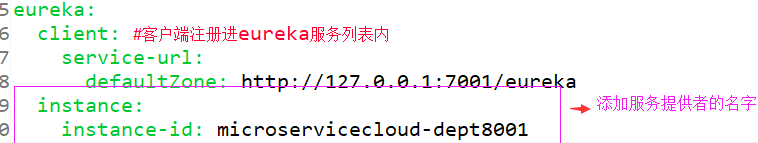 5 eureka:
6   client: #客户端注册进eureka服务列表内
7     service-url:
8       defaultZone: http://127.0.0.1:7001/eureka
9   instance: 添加服务提供者的名字
0     instance-id: microservicecloud-dept8001